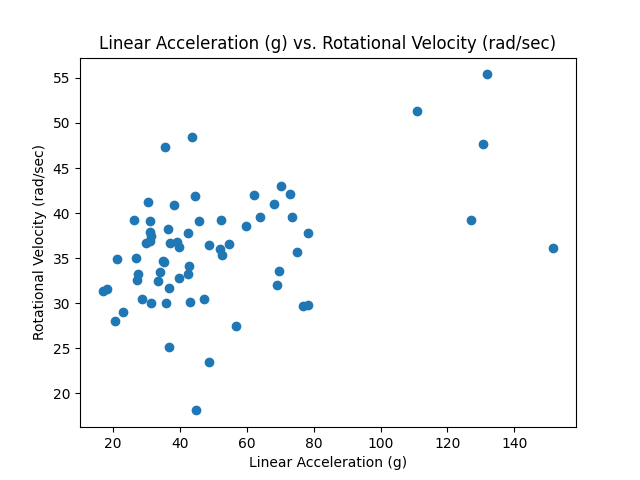 Linear Acceleration (g) vs. Rotational Velocity (rad/sec)
55
50
45
40
35
30
25
20
Rotational Velocity (rad/sec)
20 40 60 80 100 120 140
Linear Acceleration (g)